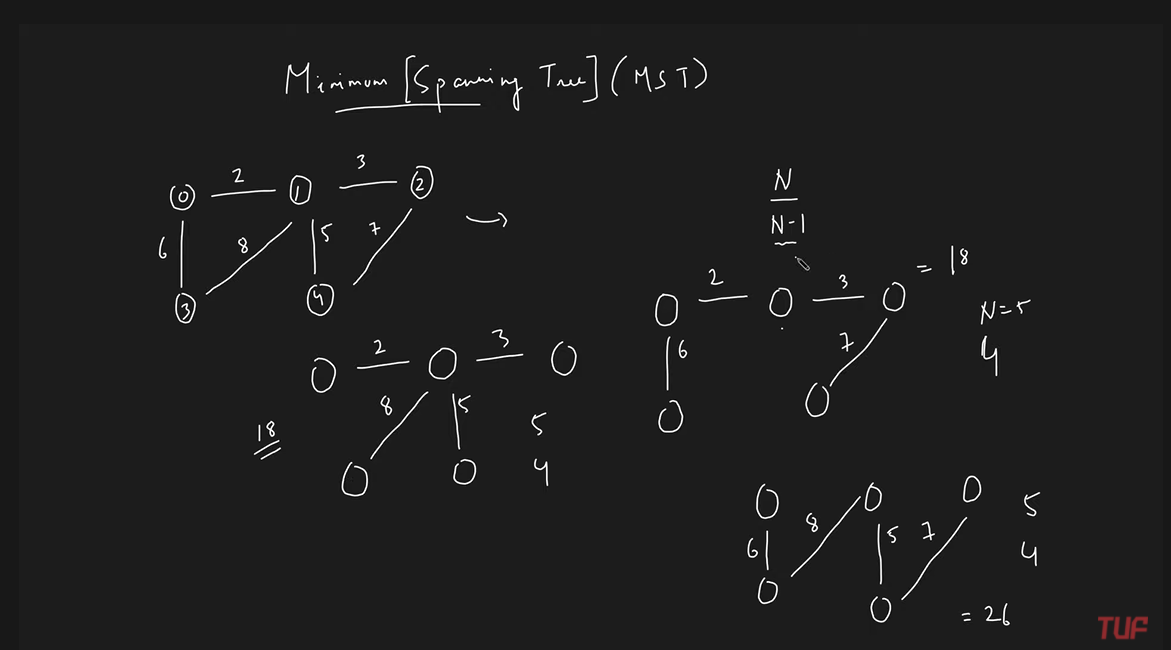 Minimum [Spanning Tree] (MST)
2 3
0 1 2
6 8 5 7
3 4
N
N-1
2 3 = 18
N=5
6 7 4
2 3
8 5 5
18
4
5
8 5 7
6 4
= 26
TUF